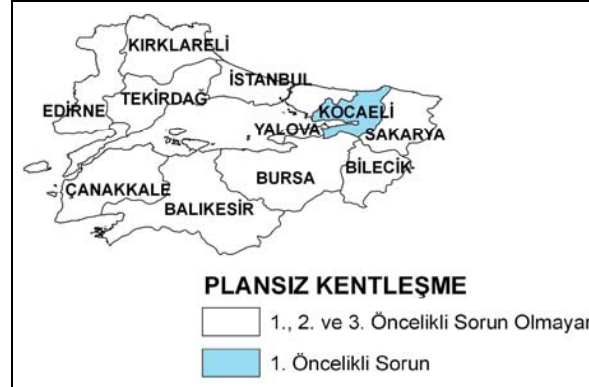 KIRKLARELİ
İSTANBUL
TEKİRDAĞ
EDİRNE
KOCAELİ
YALOVA
SAKARYA
BİLECİK
BURSA
ÇANAKKALE
BALIKESİR
PLANSIZ KENTLEŞME
1., 2. ve 3. Öncelikli Sorun Olmayan
1. Öncelikli Sorun